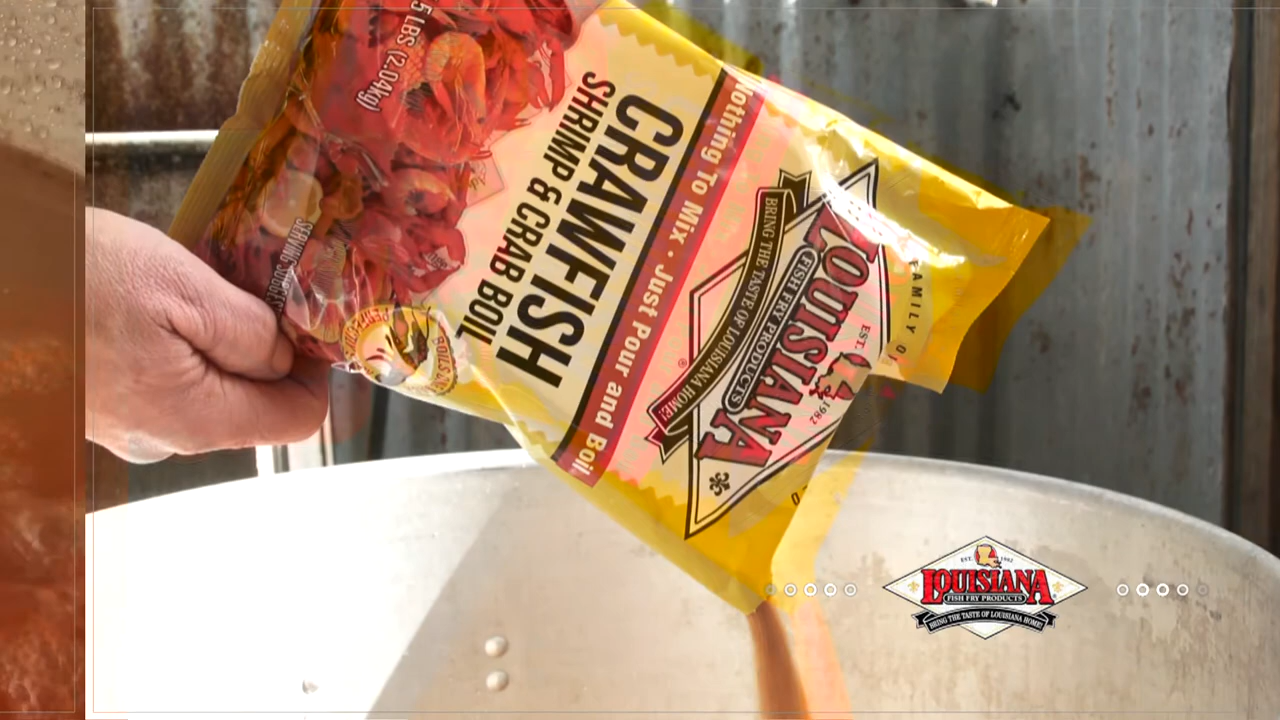 5 LBS (2.04kg)
CRAWFISH
SHRIMP & CRAB BOIL
Nothing To Mix • Just Pour and Boil
BRING THE TASTE OF LOUISIANA HOME!
®
LOUISIANA
FISH FRY PRODUCTS
EST. 1982
FAMILY
SERVING
BOILS
EST. 1982
LOUISIANA
FISH FRY PRODUCTS
BRING THE TASTE OF LOUISIANA HOME!